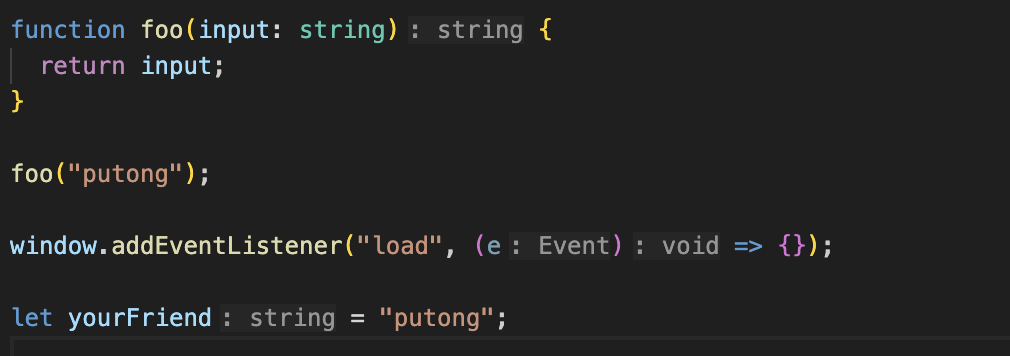 function foo(input: string): string {
return input;
}
foo("putong");
window.addEventListener("load", (e: Event): void => {});
let yourFriend: string = "putong";